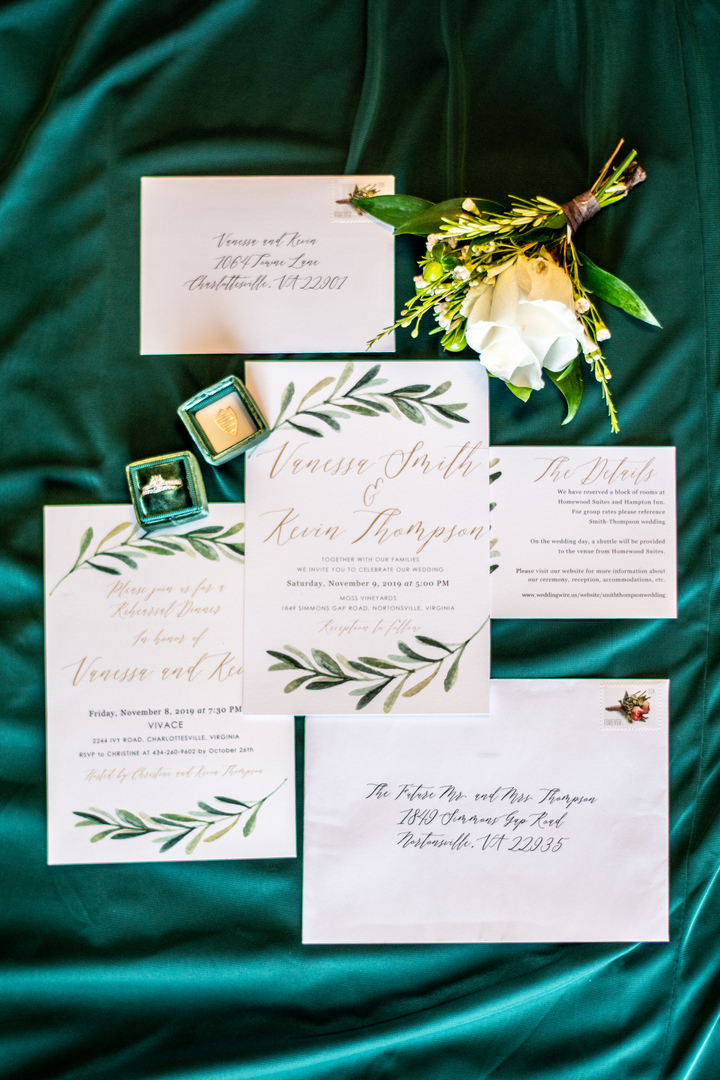 Vanessa and Kevin
1064 Towne Lane
Charlottesville, VA 22901
FOREVER
Vanessa Smith
&
Kevin Thompson
TOGETHER WITH OUR FAMILIES
WE INVITE YOU TO CELEBRATE OUR WEDDING
Saturday, November 9, 2019 at 5:00 PM
MOSS VINEYARDS
1849 SIMMONS GAP ROAD, NORTONSVILLE, VIRGINIA
Reception to follow
The Details
We have reserved a block of rooms at
Homewood Suites and Hampton Inn.
For group rates please reference
Smith-Thompson wedding
On the wedding day, a shuttle will be provided
to the venue from Homewood Suites.
Please visit our website for more information about
our ceremony, reception, accommodations, etc.
www.weddingwire.us/website/smiththompsonwedding
Please join us for a
Rehearsal Dinner
In honor of
Vanessa and Kev
Friday, November 8, 2019 at 7:30 PM
VIVACE
2244 IVY ROAD, CHARLOTTESVILLE, VIRGINIA
RSVP to CHRISTINE AT 434-260-9602 by October 26th
Hosted by Christine and Kevin Thompson
FOREVER
The Future Mr. and Mrs. Thompson
1849 Simmons Gap Road
Nortonsville, VA 22935